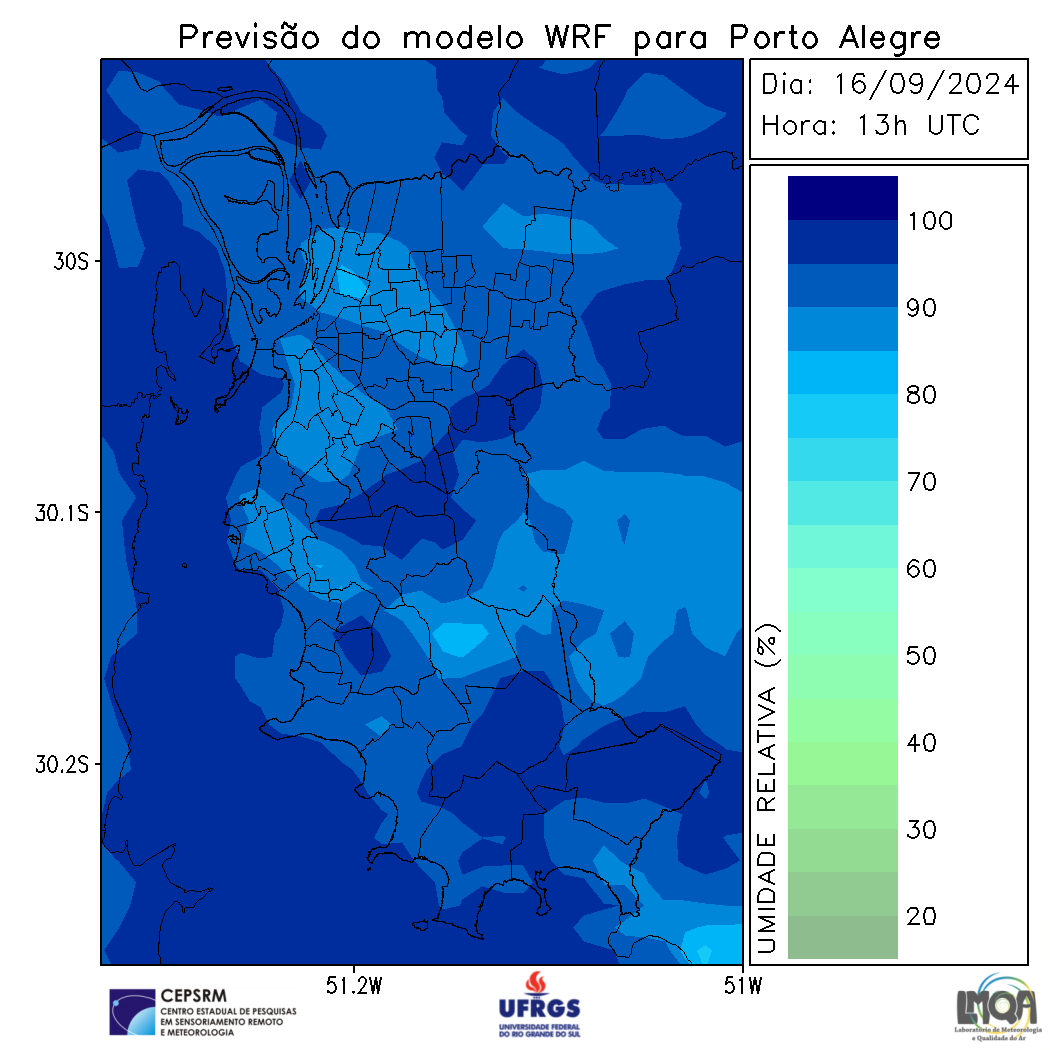 Previsão do modelo WRF para Porto Alegre
Dia: 16/09/2024
Hora: 13h UTC
30S
30.1S
30.2S
51.2W
51W
100
90
80
70
60
50
40
30
20
UMIDADE RELATIVA (%)
CEPSRM
CENTRO ESTADUAL DE PESQUISAS
EM SENSORIAMENTO REMOTO
E METEOROLOGIA
UFRGS
UNIVERSIDADE FEDERAL
DO RIO GRANDE DO SUL
LMQA
Laboratório de Meteorologia
e Qualidade do Ar